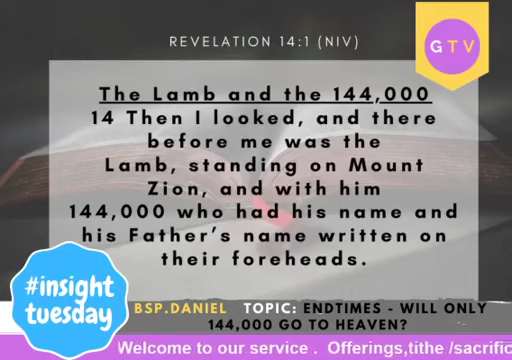 REVELATION 14:1 (NIV)
GTV
The Lamb and the 144,000
14 Then I looked, and there
before me was the
Lamb, standing on Mount
Zion, and with him
144,000 who had his name and
his Father's name written on
their foreheads.
#insight
tuesday
BSP.DANIEL TOPIC: ENDTIMES - WILL ONLY
144,000 GO TO HEAVEN?
Welcome to our service . Offerings,tithe /sacrific